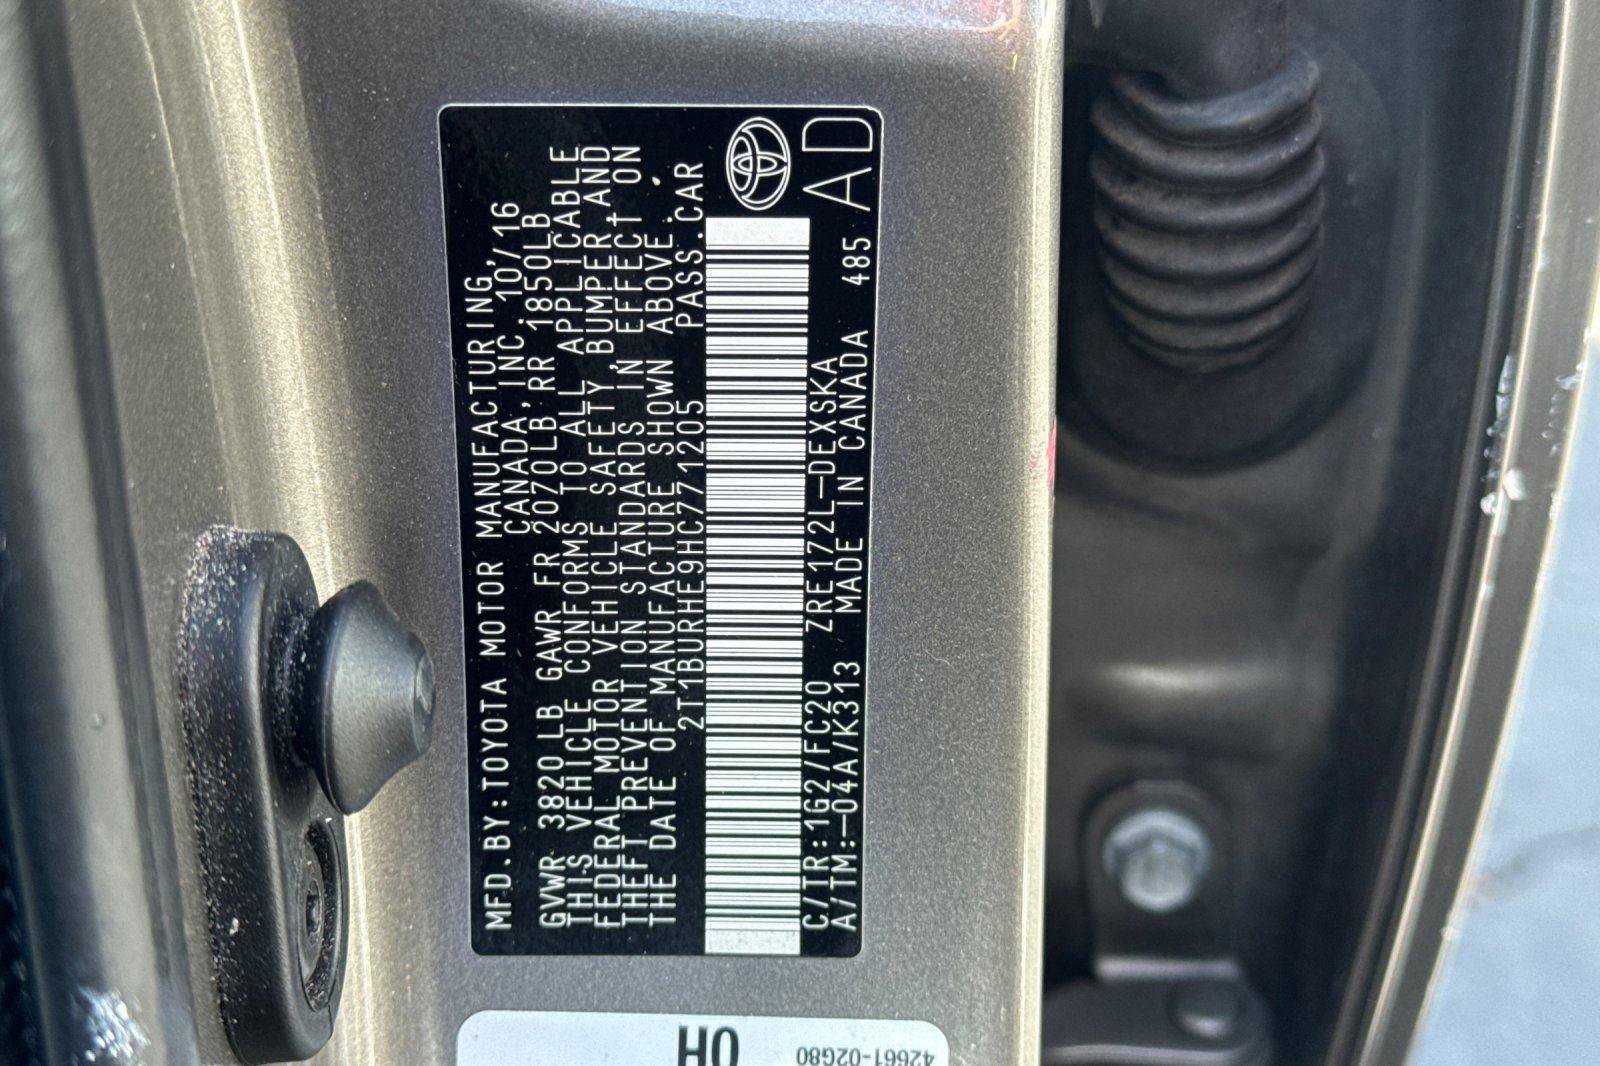 MFD.BY:TOYOTA MOTOR MANUFACTURING,
CANADA,INC. 10/16
GVWR 3820 LB GAWR FR 2070LB,RR 1850LB
THIS VEHICLE CONFORMS TO ALL APPLICABLE
FEDERAL MOTOR VEHICLE SAFETY,BUMPER,AND
THEFT PREVENTION STANDARDS IN EFFECT ON
THE DATE OF MANUFACTURE SHOWN ABOVE.
2T1BURHE9HC771205 PASS.CAR
C/TR:1G2/FC20 ZRE172L-DEXSKA
A/TM:-04A/K313 MADE IN CANADA 485
AD
0H
42661-02G80